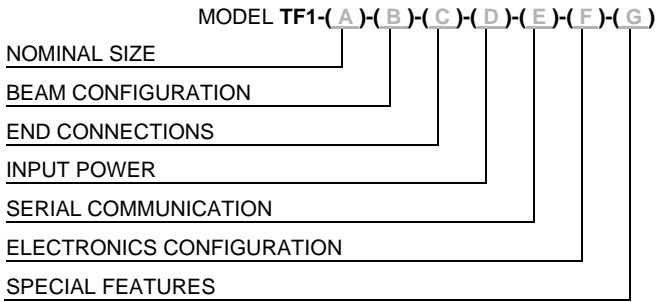 MODEL TF1-( A )-( B )-( C )-( D )-( E )-( F )-( G )
NOMINAL SIZE
BEAM CONFIGURATION
END CONNECTIONS
INPUT POWER
SERIAL COMMUNICATION
ELECTRONICS CONFIGURATION
SPECIAL FEATURES